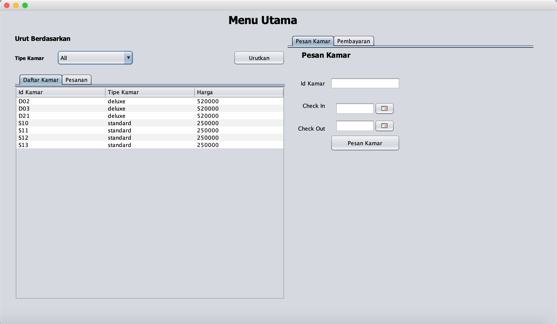 Menu Utama
Urut Berdasarkan
Tipe Kamar All Urutkan
Daftar Kamar Pesanan
Id Kamar Tipe Kamar Harga
D02 deluxe 520000
D03 deluxe 520000
D21 deluxe 520000
S10 standard 250000
S11 standard 250000
S12 standard 250000
S13 standard 250000
Pesan Kamar Pembayaran
Pesan Kamar
Id Kamar
Check In
Check Out
Pesan Kamar